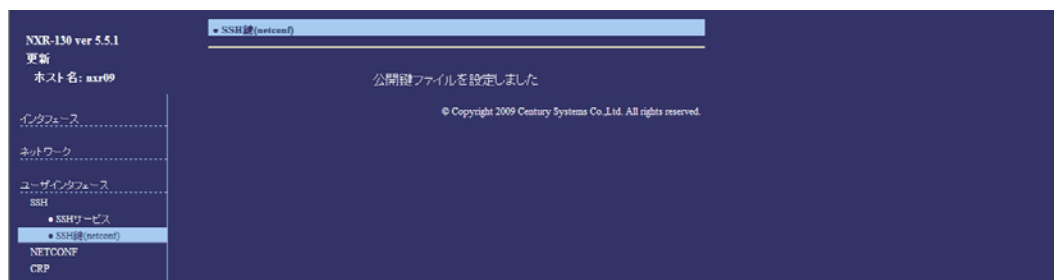 NXR-130 ver 5.5.1
更新
ホスト名: nxr09
インタフェース
ネットワーク
ユーザインタフェース
SSH
• SSHサービス
• SSH鍵(netconf)
NETCONF
CRP
• SSH鍵(netconf)
公開鍵ファイルを設定しました
© Copyright 2009 Century Systems Co.,Ltd. All rights reserved.